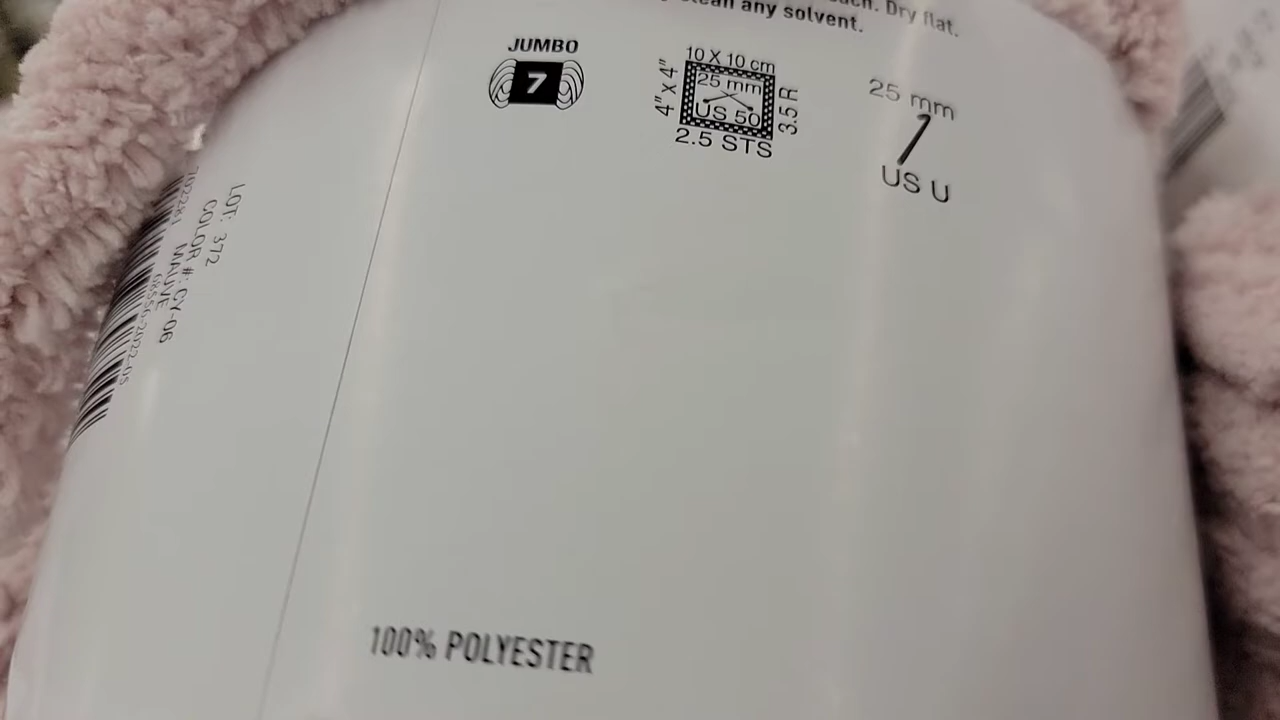 ach. Dry flat.
clean any solvent.
JUMBO
7
10 X 10 cm
4" x 4"
25 mm
US 50
3.5 R
2.5 STS
25 mm
US U
LOT: 372
COLOR #: CY-06
MAUVE
100% POLYESTER